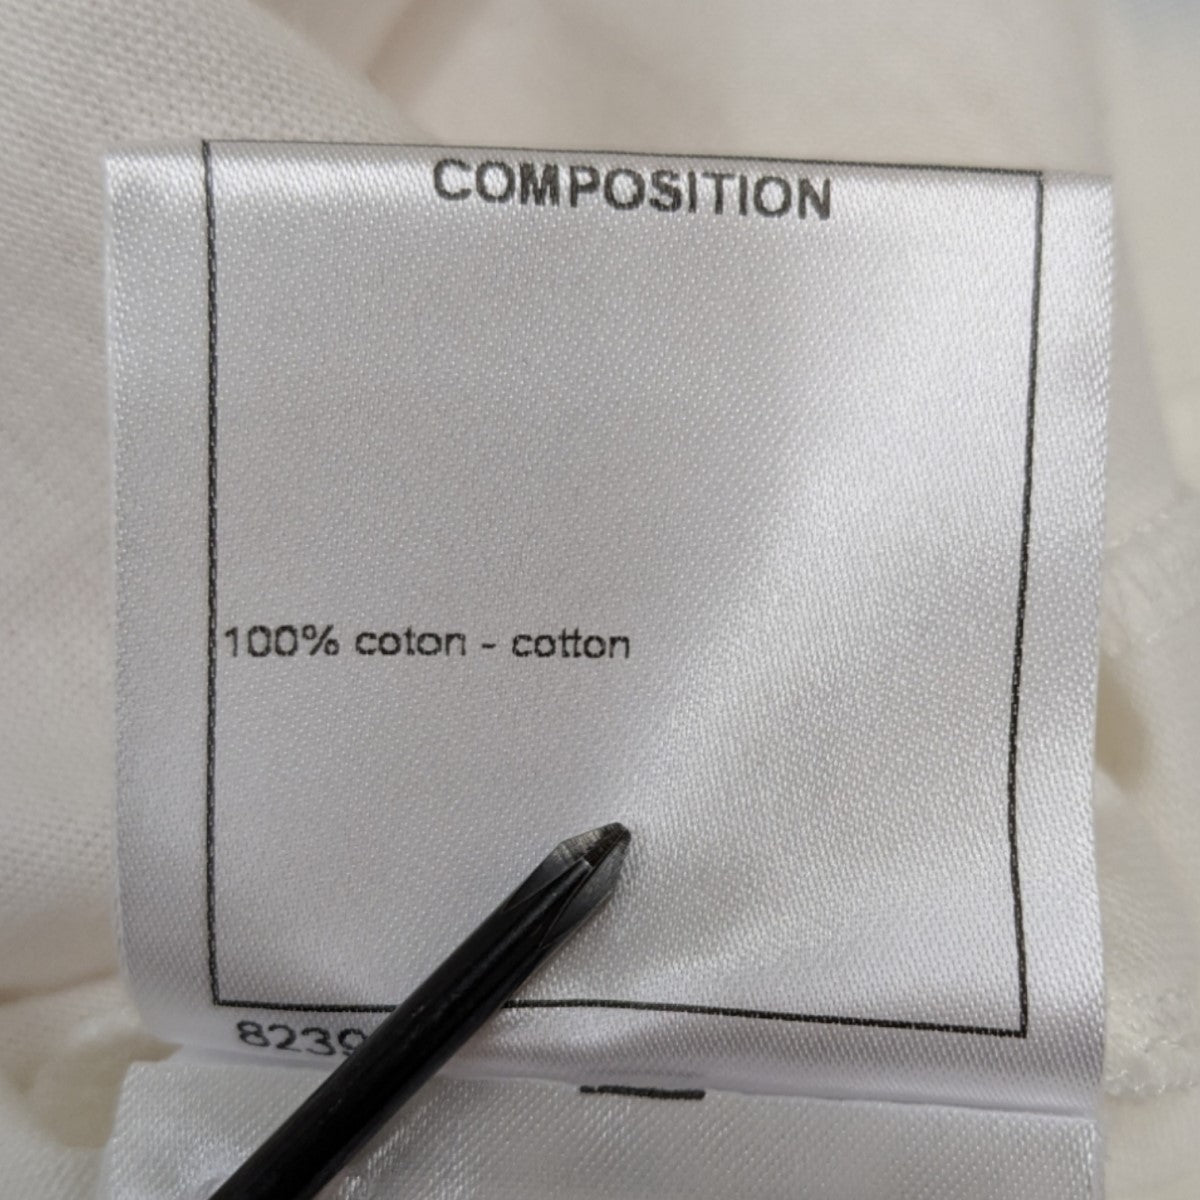 COMPOSITION
100% coton - cotton
8239